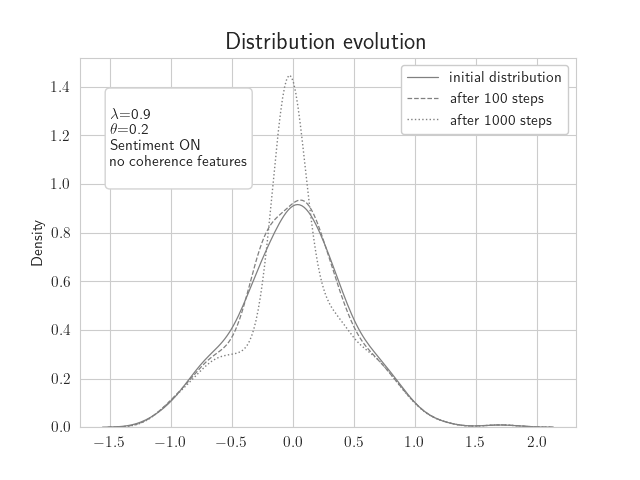 Distribution evolution
initial distribution
after 100 steps
after 1000 steps
λ=0.9
θ=0.2
Sentiment ON
no coherence features
Density
1.4
1.2
1.0
0.8
0.6
0.4
0.2
0.0
−1.5 −1.0 −0.5 0.0 0.5 1.0 1.5 2.0